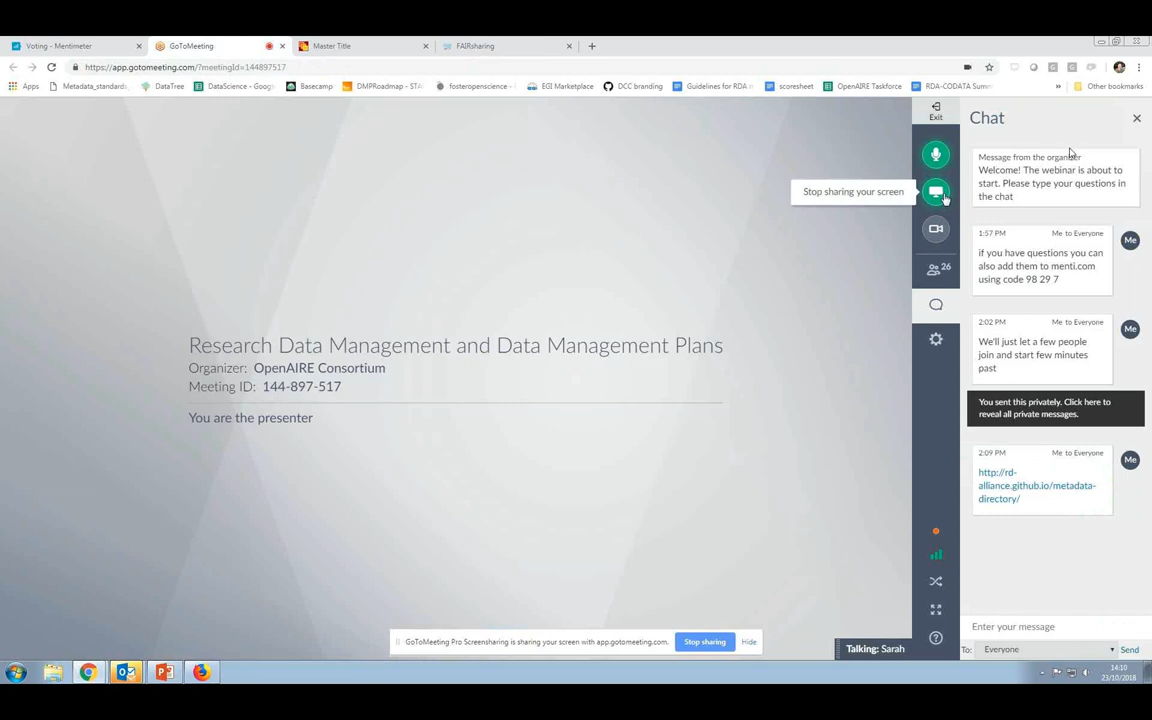 Voting - Mentimeter
GoToMeeting
Master Title
FAIRsharing
https://app.gotomeeting.com/?meetingId=144897517
Apps
Metadata_standards
DataTree
DataScience - Goog
Basecamp
DMPRoadmap - STA
fosteropenscience -
EGI Marketplace
DCC branding
Guidelines for RDA m
scoresheet
OpenAIRE Taskforce
RDA-CODATA Summ
Other bookmarks
Exit
Chat
Message from the organizer
Welcome! The webinar is about to
start. Please type your questions in
the chat
Stop sharing your screen
1:57 PM Me to Everyone
Me
if you have questions you can
also add them to menti.com
using code 98 29 7
26
2:02 PM Me to Everyone
Me
We'll just let a few people
join and start few minutes
past
Research Data Management and Data Management Plans
Organizer: OpenAIRE Consortium
Meeting ID: 144-897-517
You are the presenter
You sent this privately. Click here to
reveal all private messages.
2:09 PM Me to Everyone
Me
http://rd-
alliance.github.io/metadata-
directory/
Enter your message
GoToMeeting Pro Screensharing is sharing your screen with app.gotomeeting.com.
Stop sharing
Hide
Talking: Sarah
To: Everyone
Send
14:10
23/10/2018